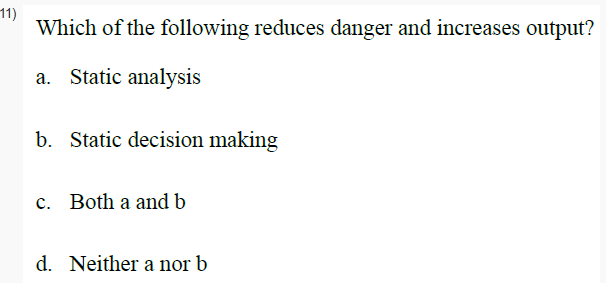 11)
Which of the following reduces danger and increases output?
a. Static analysis
b. Static decision making
c. Both a and b
d. Neither a nor b